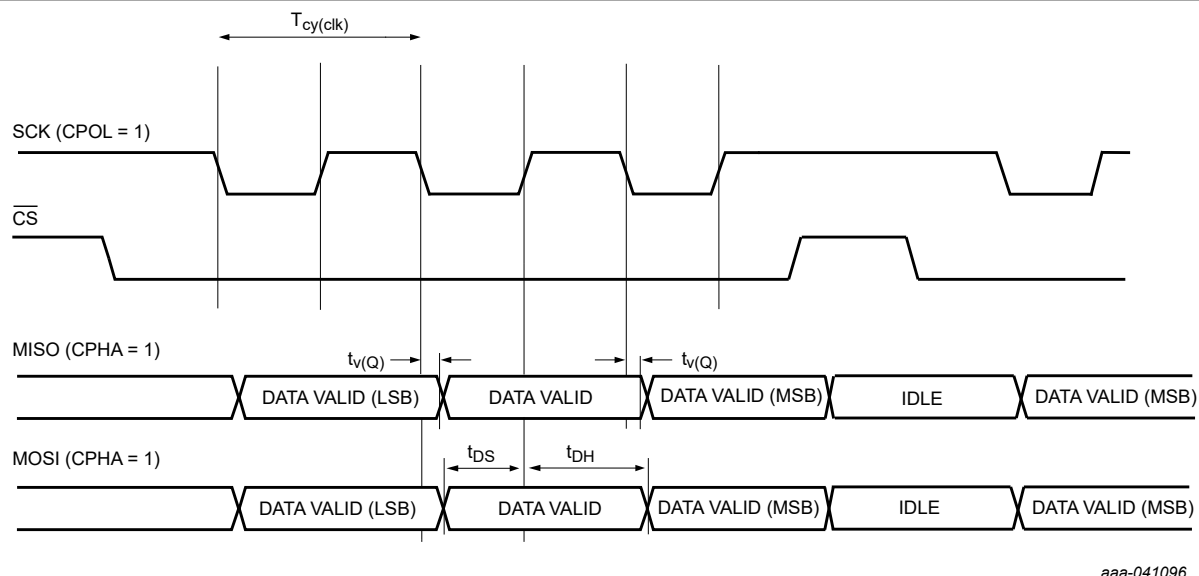 Tcy(clk)
SCK (CPOL = 1)
CS
MISO (CPHA = 1)
tv(Q) tv(Q)
DATA VALID (LSB) DATA VALID DATA VALID (MSB) IDLE DATA VALID (MSB)
MOSI (CPHA = 1)
tDS tDH
DATA VALID (LSB) DATA VALID DATA VALID (MSB) IDLE DATA VALID (MSB)
aaa-041096